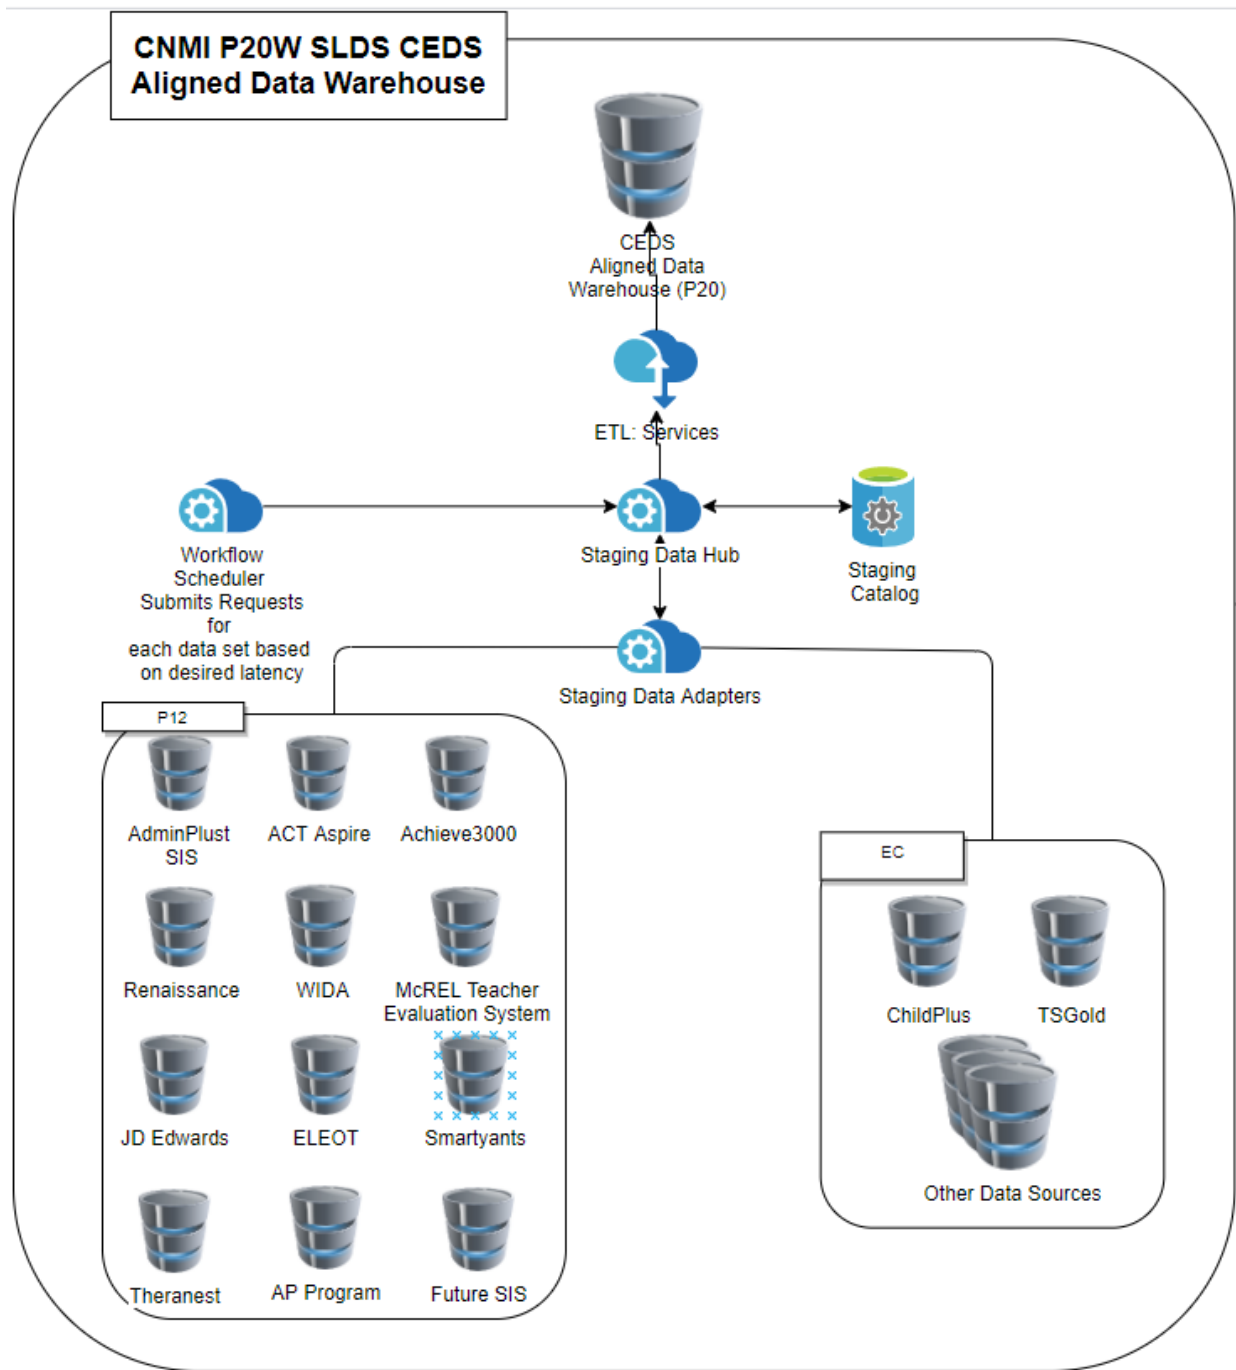 CNMI P20W SLDS CEDS
Aligned Data Warehouse
CEDS
Aligned Data
Warehouse (P20)
ETL: Services
Workflow
Scheduler
Submits Requests
for
each data set based
on desired latency
Staging Data Hub
Staging
Catalog
Staging Data Adapters
P12
AdminPlust
SIS
ACT Aspire
Achieve3000
Renaissance
WIDA
McREL Teacher
Evaluation System
JD Edwards
ELEOT
Smartyants
Theranest
AP Program
Future SIS
EC
ChildPlus
TSGold
Other Data Sources